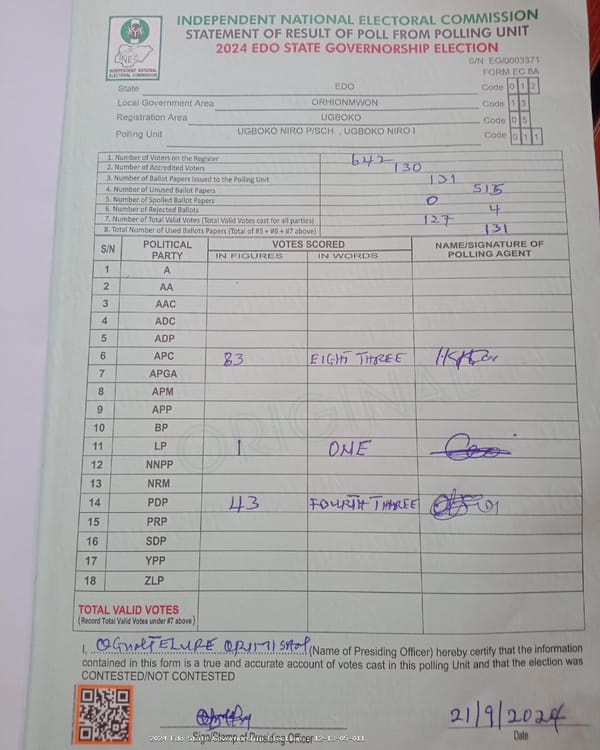 INDEPENDENT NATIONAL ELECTORAL COMMISSION
STATEMENT OF RESULT OF POLL FROM POLLING UNIT
2024 EDO STATE GOVERNORSHIP ELECTION
INEC
INDEPENDENT NATIONAL ELECTORAL COMMISSION
S/N: EG/0003371
FORM EC 8A
State EDO Code 0 1 2
Local Government Area ORHIONMWON Code 1 3
Registration Area UGBOKO Code 0 5
Polling Unit UGBOKO NIRO P/SCH. , UGBOKO NIRO I Code 0 1 1
1. Number of Voters on the Register 642
2. Number of Accredited Voters 130
3. Number of Ballot Papers Issued to the Polling Unit 131
4. Number of Unused Ballot Papers 515
5. Number of Spoiled Ballot Papers 0
6. Number of Rejected Ballots 4
7. Number of Total Valid Votes (Total Valid Votes cast for all parties) 127
8. Total Number of Used Ballots Papers (Total of #5 + #6 + #7 above) 131
S/N POLITICAL PARTY VOTES SCORED NAME/SIGNATURE OF POLLING AGENT
IN FIGURES IN WORDS
1 A
2 AA
3 AAC
4 ADC
5 ADP
6 APC 83 EIGHT THREE
7 APGA
8 APM
9 APP
10 BP
11 LP 1 ONE
12 NNPP
13 NRM
14 PDP 43 FOURTH THREE
15 PRP
16 SDP
17 YPP
18 ZLP
ORIGINAL
TOTAL VALID VOTES
(Record Total Valid Votes under #7 above)
I, (Name of Presiding Officer) hereby certify that the information
contained in this form is a true and accurate account of votes cast in this polling Unit and that the election was
CONTESTED/NOT CONTESTED
21/9/2024
Sign/Stamp of Presiding Officer Date
2024 Edo State Governorship Election - 12-13-05-011